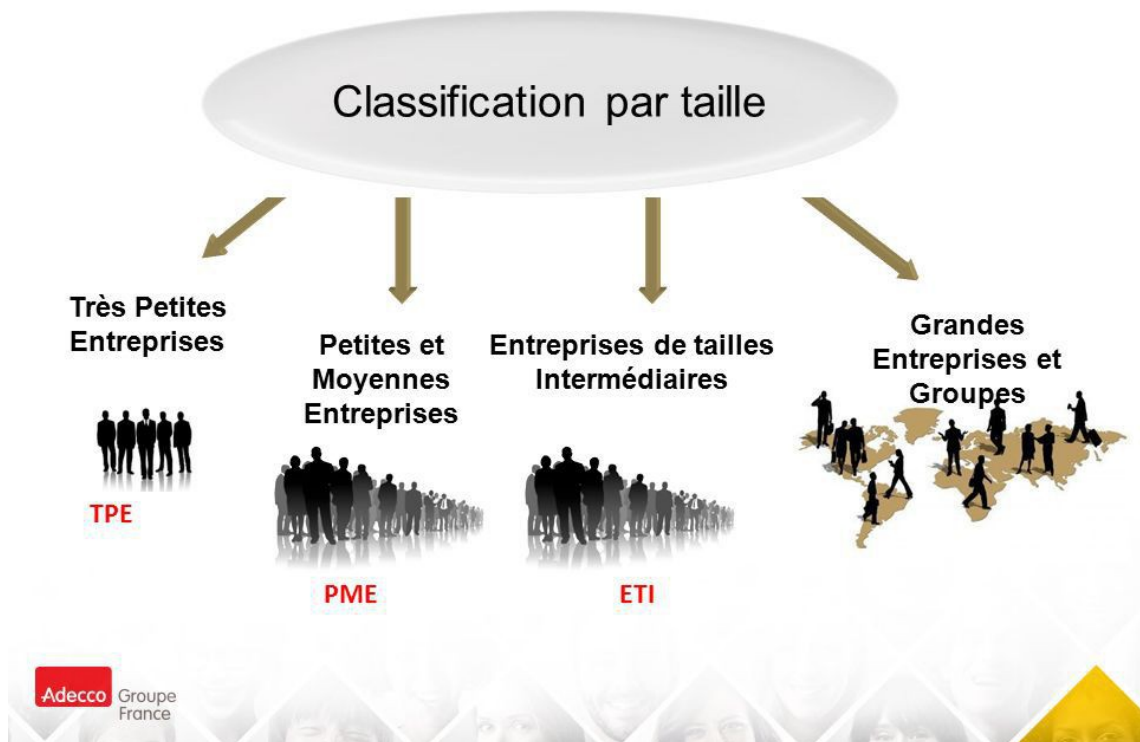 Classification par taille
Très Petites
Entreprises
TPE
Petites et
Moyennes
Entreprises
PME
Entreprises de tailles
Intermédiaires
ETI
Grandes
Entreprises et
Groupes
Adecco
Groupe
France